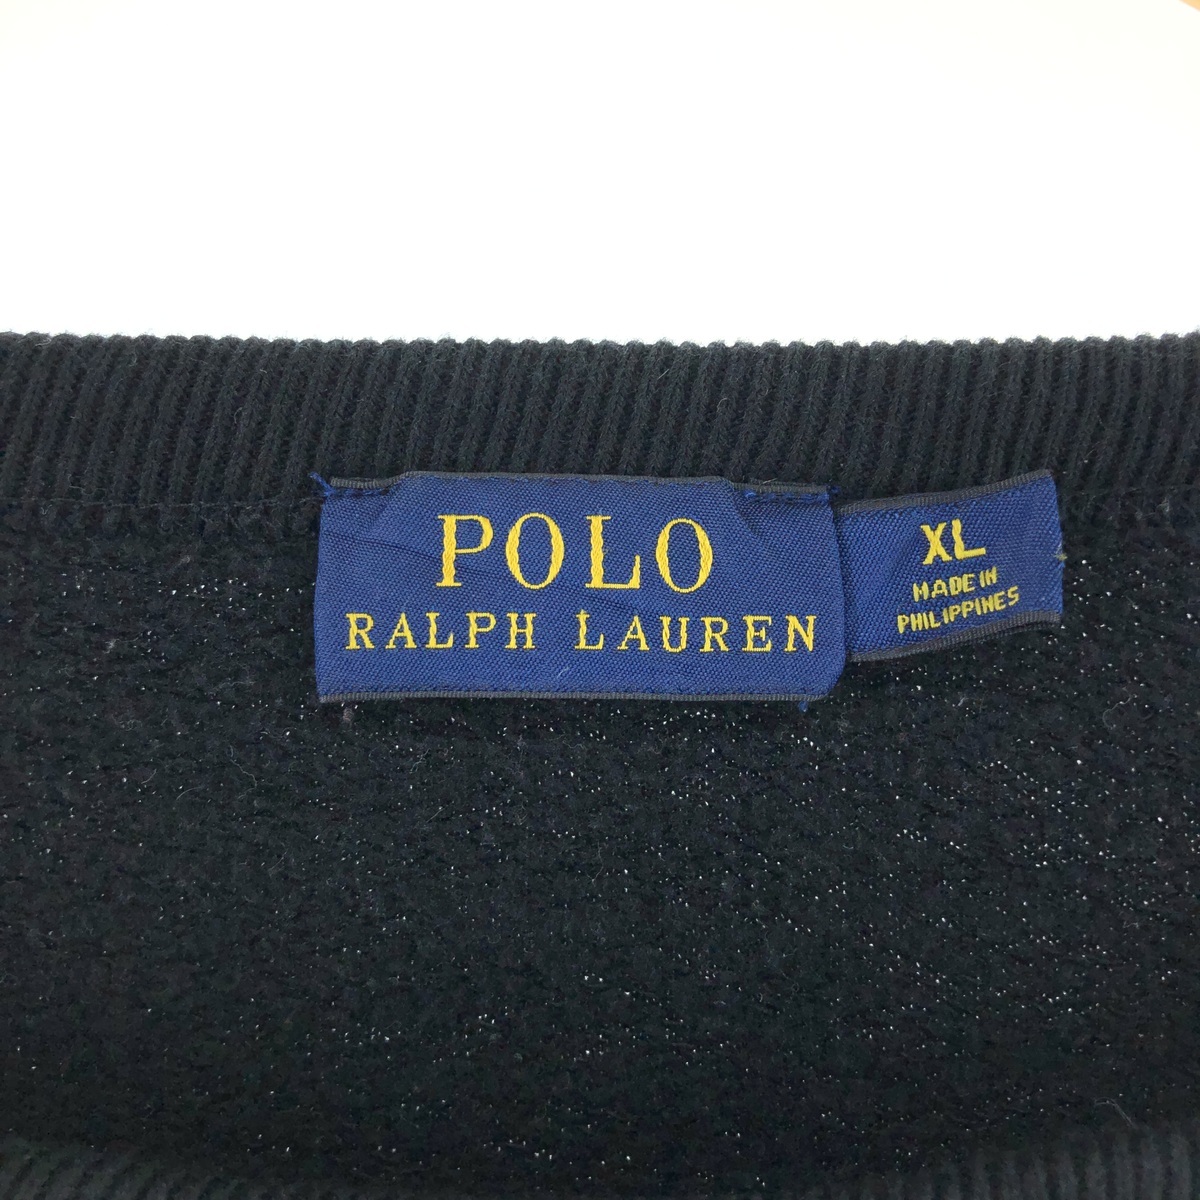 POLO
RALPH LAUREN
XL
MADE IN
PHILIPPINES